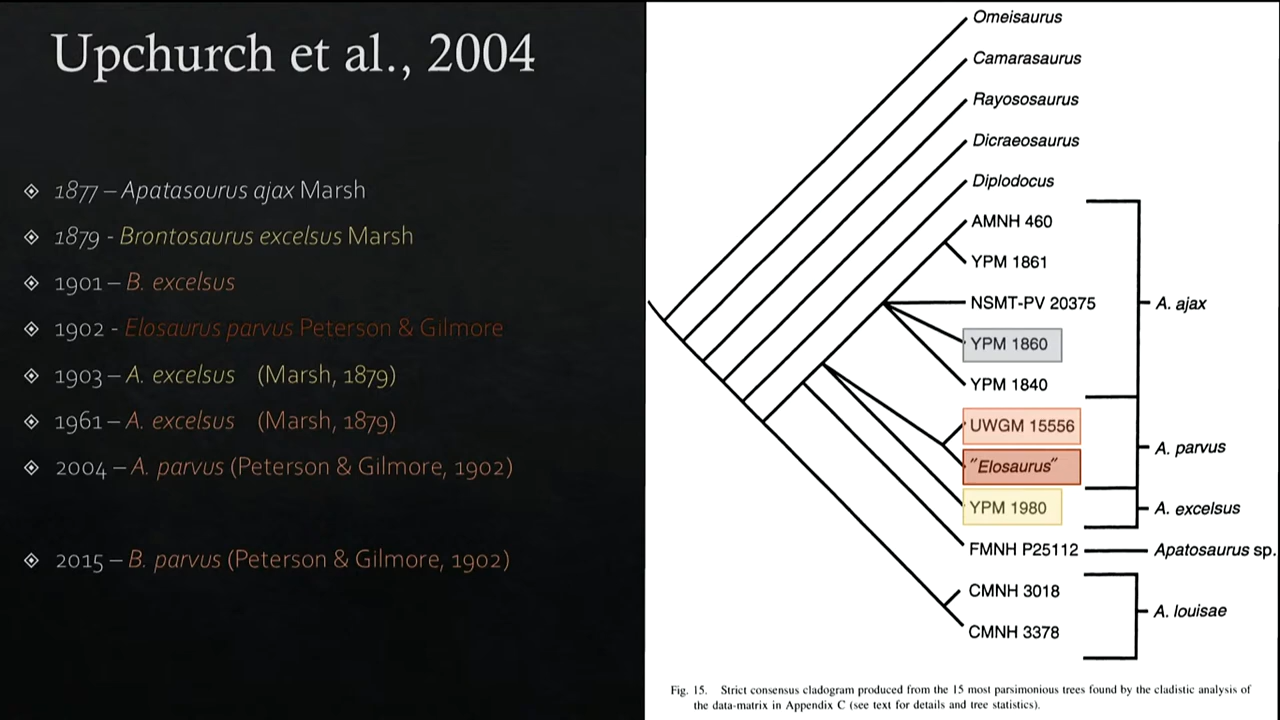 Upchurch et al., 2004
1877 – Apatasourus ajax Marsh
1879 - Brontosaurus excelsus Marsh
1901 – B. excelsus
1902 - Elosaurus parvus Peterson & Gilmore
1903 – A. excelsus (Marsh, 1879)
1961 – A. excelsus (Marsh, 1879)
2004 – A. parvus (Peterson & Gilmore, 1902)
2015 – B. parvus (Peterson & Gilmore, 1902)
Omeisaurus
Camarasaurus
Rayososaurus
Dicraeosaurus
Diplodocus
AMNH 460
YPM 1861
NSMT-PV 20375
A. ajax
YPM 1860
YPM 1840
UWGM 15556
A. parvus
"Elosaurus"
YPM 1980
A. excelsus
FMNH P25112
Apatosaurus sp.
CMNH 3018
A. louisae
CMNH 3378
Fig. 15. Strict consensus cladogram produced from the 15 most parsimonious trees found by the cladistic analysis of
the data-matrix in Appendix C (see text for details and tree statistics).